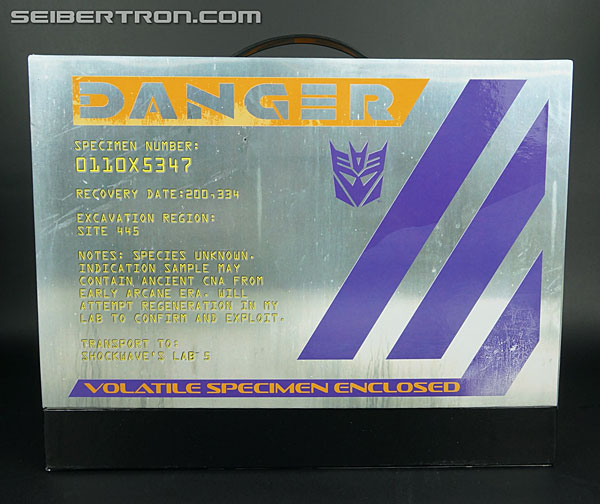 SEIBERTRON.COM
DANGER
SPECIMEN NUMBER:
0110X5347
RECOVERY DATE:200,334
EXCAVATION REGION:
SITE 445
NOTES: SPECIES UNKNOWN.
INDICATION SAMPLE MAY
CONTAIN ANCIENT CNA FROM
EARLY ARCANE ERA. WILL
ATTEMPT REGENERATION IN MY
LAB TO CONFIRM AND EXPLOIT.
TRANSPORT TO:
SHOCKWAVE'S LAB 5
VOLATILE SPECIMEN ENCLOSED